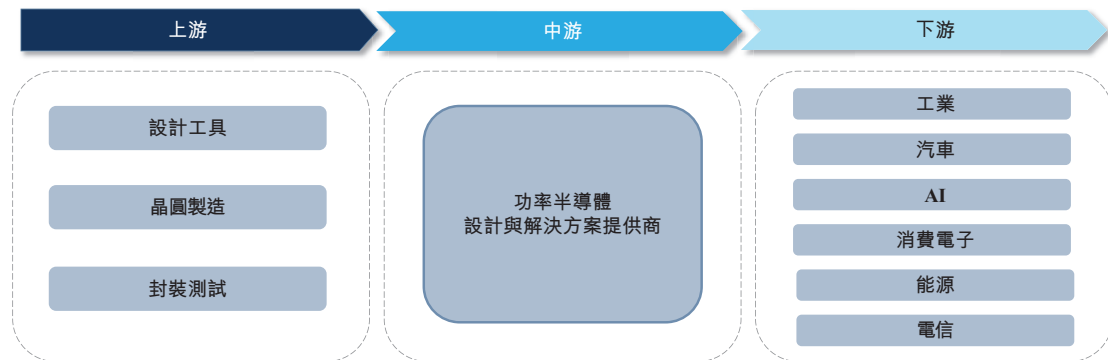 上游
中游
下游
設計工具
晶圓製造
封裝測試
功率半導體
設計與解決方案提供商
工業
汽車
AI
消費電子
能源
電信